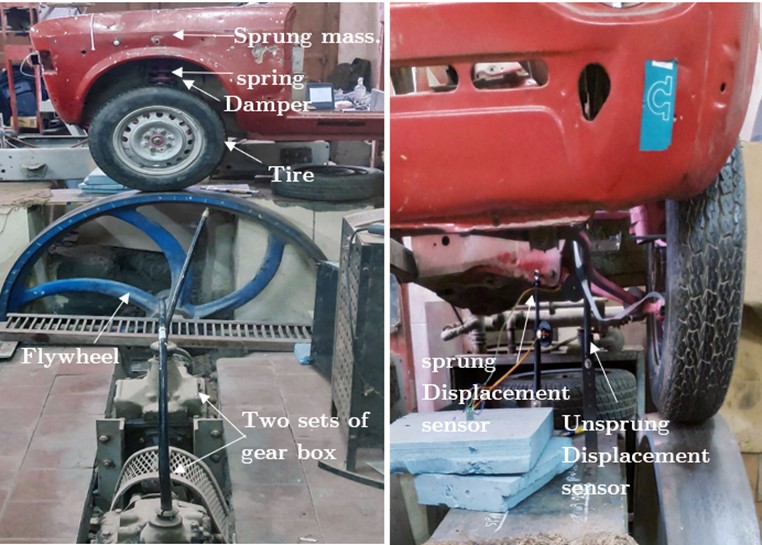 Sprung mass.
spring
Damper
Tire
Flywheel
Two sets of
gear box
sprung
Displacement
sensor
Unsprung
Displacement
sensor